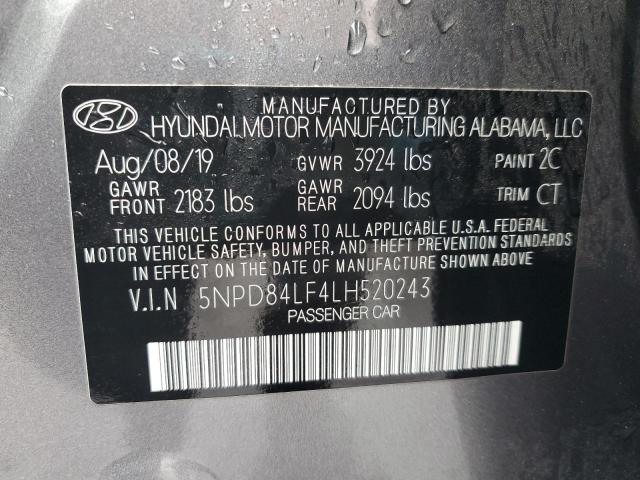 MANUFACTURED BY
HYUNDAI MOTOR MANUFACTURING ALABAMA, LLC
Aug/08/19 GVWR 3924 lbs PAINT 2C
GAWR FRONT 2183 lbs GAWR REAR 2094 lbs TRIM CT
THIS VEHICLE CONFORMS TO ALL APPLICABLE U.S.A. FEDERAL
MOTOR VEHICLE SAFETY, BUMPER, AND THEFT PREVENTION STANDARDS
IN EFFECT ON THE DATE OF MANUFACTURE SHOWN ABOVE.
V.I.N 5NPD84LF4LH520243
PASSENGER CAR